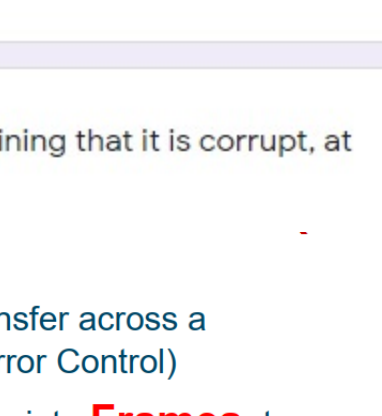 ining that it is corrupt, at
nsfer across a
rror Control)
Frames